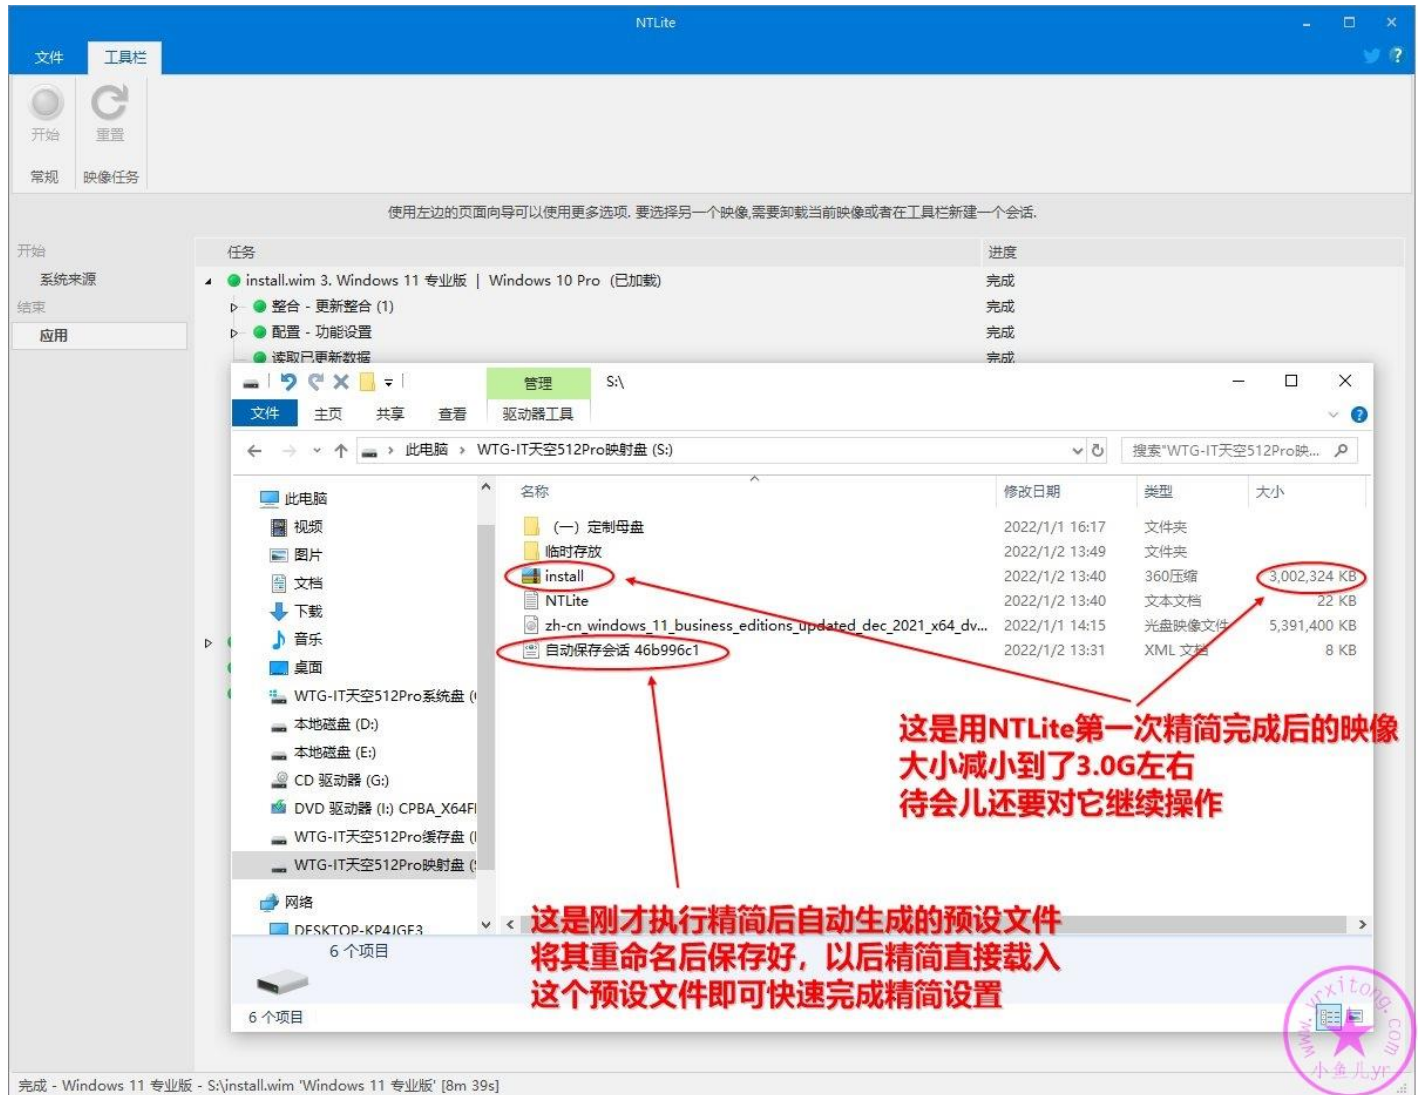 NTLite
文件 工具栏
开始 重置
常规 映像任务
使用左边的页面向导可以使用更多选项. 要选择另一个映像,需要卸载当前映像或者在工具栏新建一个会话.
开始
系统来源
结束
应用
任务 进度
install.wim 3. Windows 11 专业版 | Windows 10 Pro (已加载) 完成
整合 - 更新整合 (1) 完成
配置 - 功能设置 完成
读取已更新数据 完成
管理 S:\
文件 主页 共享 查看 驱动器工具
此电脑 › WTG-IT天空512Pro映射盘 (S:) 搜索"WTG-IT天空512Pro映...
此电脑
视频
图片
文档
下载
音乐
桌面
WTG-IT天空512Pro系统盘 (
本地磁盘 (D:)
本地磁盘 (E:)
CD 驱动器 (G:)
DVD 驱动器 (I:) CPBA_X64F
WTG-IT天空512Pro缓存盘 (
WTG-IT天空512Pro映射盘 (
网络
DESKTOP-KP4JGF3
名称 修改日期 类型 大小
（一）定制母盘 2022/1/1 16:17 文件夹
临时存放 2022/1/2 13:49 文件夹
install 2022/1/2 13:40 360压缩 3,002,324 KB
NTLite 2022/1/2 13:40 文本文档 22 KB
zh-cn_windows_11_business_editions_updated_dec_2021_x64_dv... 2022/1/1 14:15 光盘映像文件 5,391,400 KB
自动保存会话 46b996c1 2022/1/2 13:31 XML 文档 8 KB
这是用NTLite第一次精简完成后的映像
大小减小到了3.0G左右
待会儿还要对它继续操作
这是刚才执行精简后自动生成的预设文件
将其重命名后保存好，以后精简直接载入
这个预设文件即可快速完成精简设置
6 个项目
6 个项目
www.yrxitong.com
小鱼儿yr
完成 - Windows 11 专业版 - S:\install.wim 'Windows 11 专业版' [8m 39s]